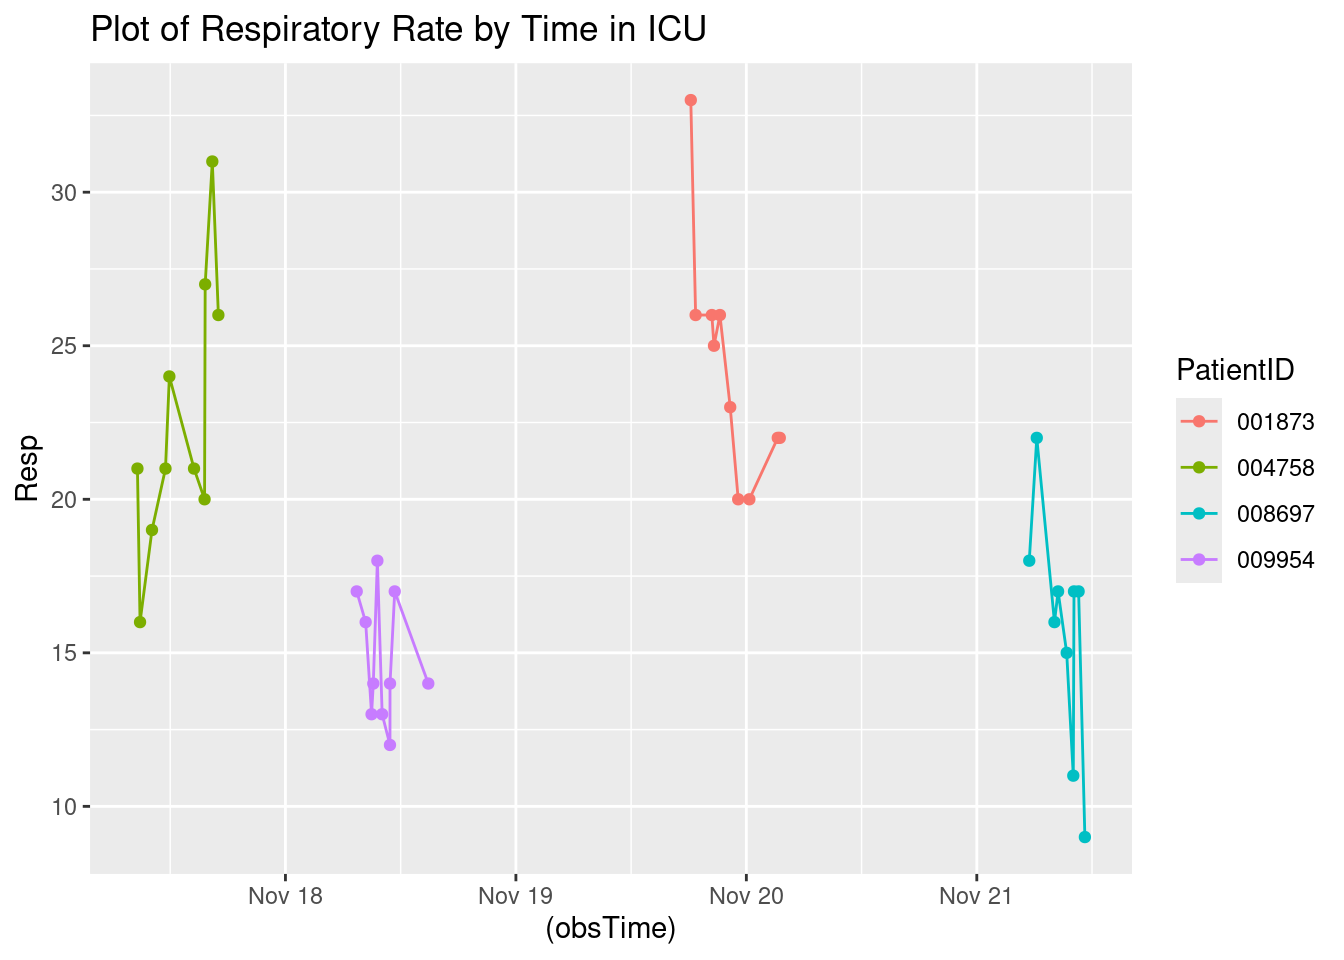 Plot of Respiratory Rate by Time in ICU
30
25
20
15
10
Resp
Nov 18
Nov 19
Nov 20
Nov 21
(obsTime)
PatientID
001873
004758
008697
009954